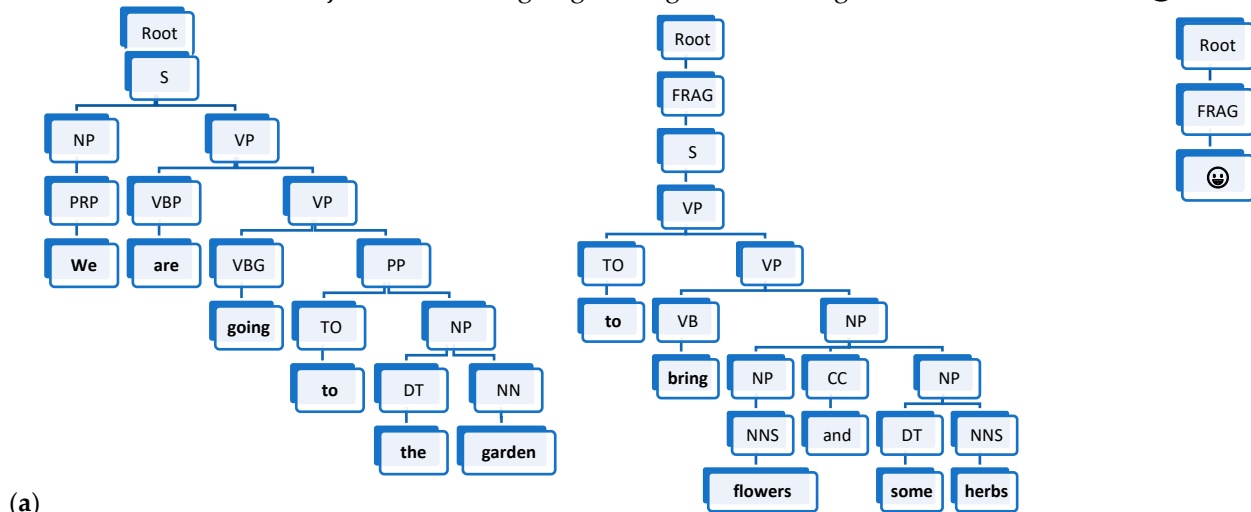 Root Root Root
S FRAG FRAG
NP VP S 😃
PRP VBP VP VP
We are VBG PP TO VP
going TO NP to VB NP
to DT NN bring NP CC NP
the garden NNS and DT NNS
flowers some herbs
(a)